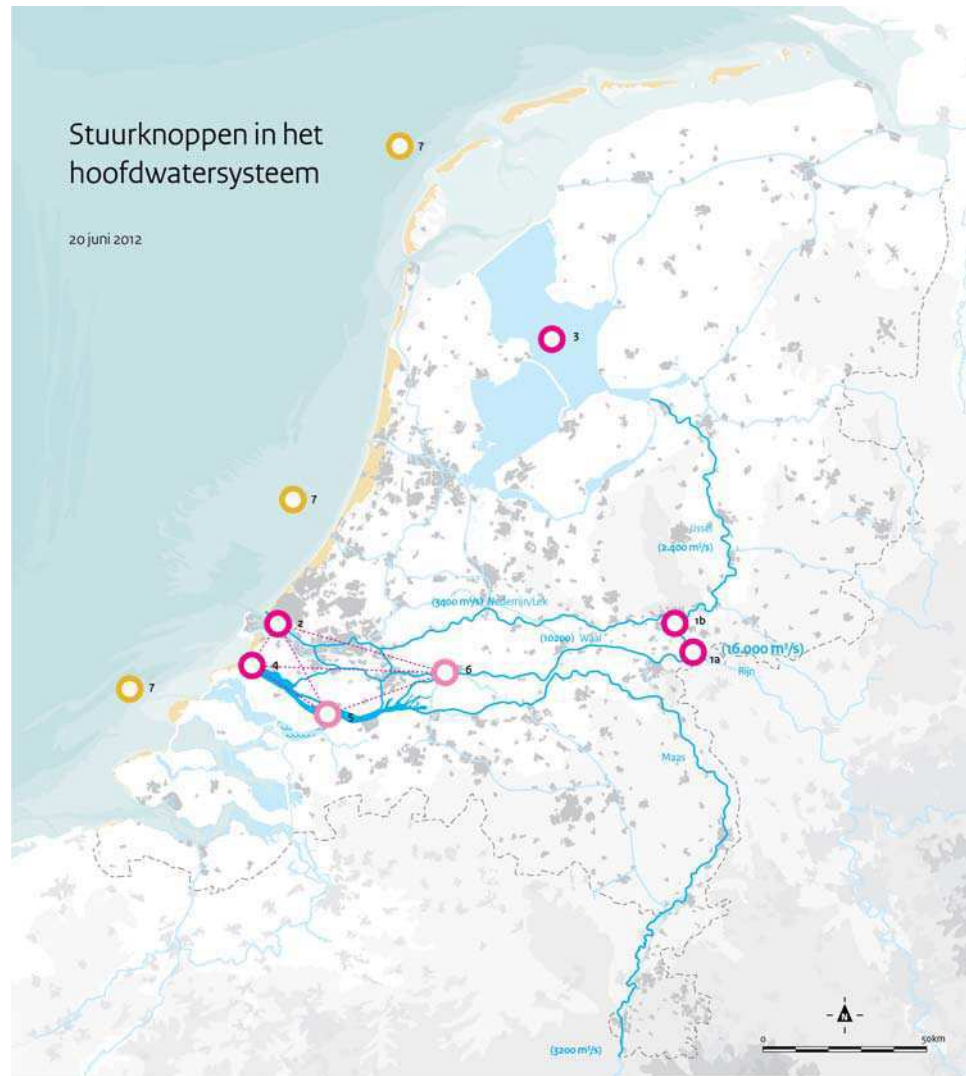 Stuurknoppen in het
hoofdwatersysteem
20 juni 2012
7
3
7
IJssel
(2.400 m³/s)
(3400 m³/s) Nederrijn/Lek
2
1b
(10200) Waal
(16.000 m³/s)
1a
Rijn
4
6
7
5
Maas
N
0
50km
(3200 m³/s)